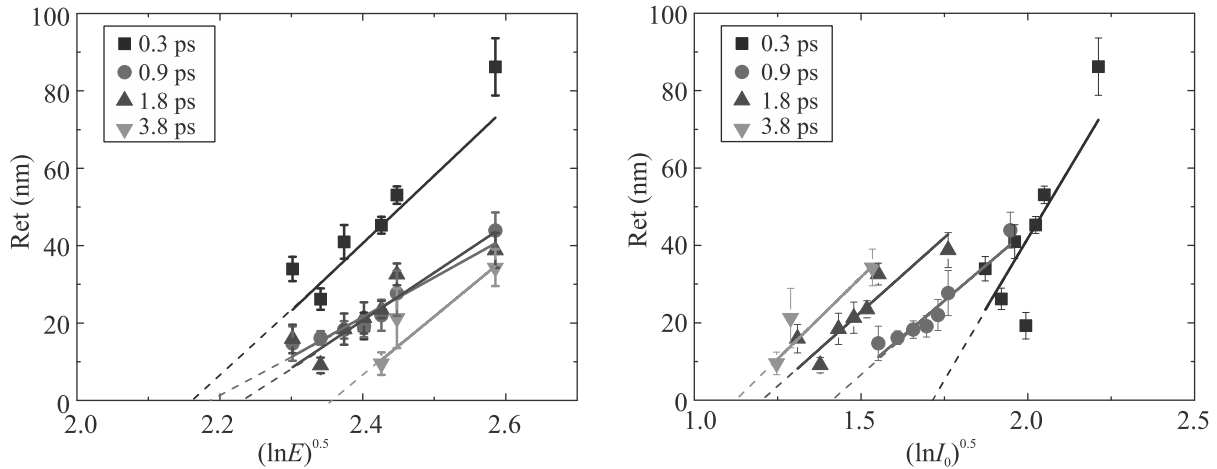 100
80
60
40
20
0
Ret (nm)
0.3 ps
0.9 ps
1.8 ps
3.8 ps
2.0 2.2 2.4 2.6
(lnE)^0.5
100
80
60
40
20
0
Ret (nm)
0.3 ps
0.9 ps
1.8 ps
3.8 ps
1.0 1.5 2.0 2.5
(lnI₀)^0.5